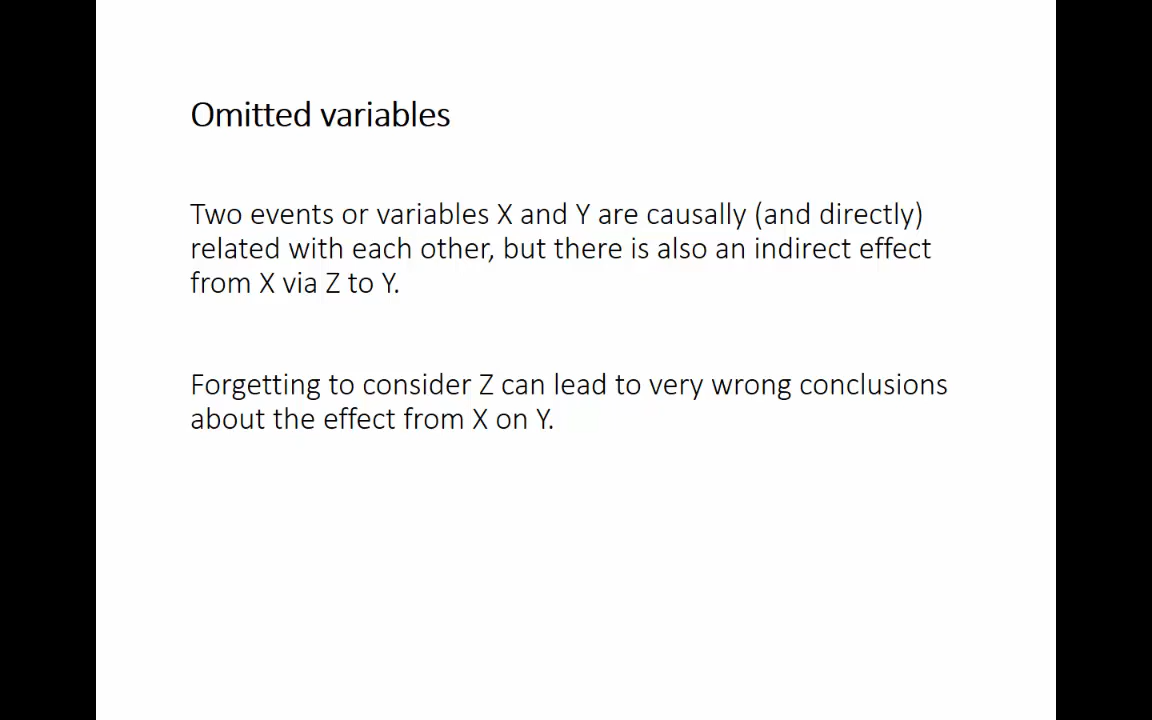 Omitted variables
Two events or variables X and Y are causally (and directly)
related with each other, but there is also an indirect effect
from X via Z to Y.
Forgetting to consider Z can lead to very wrong conclusions
about the effect from X on Y.